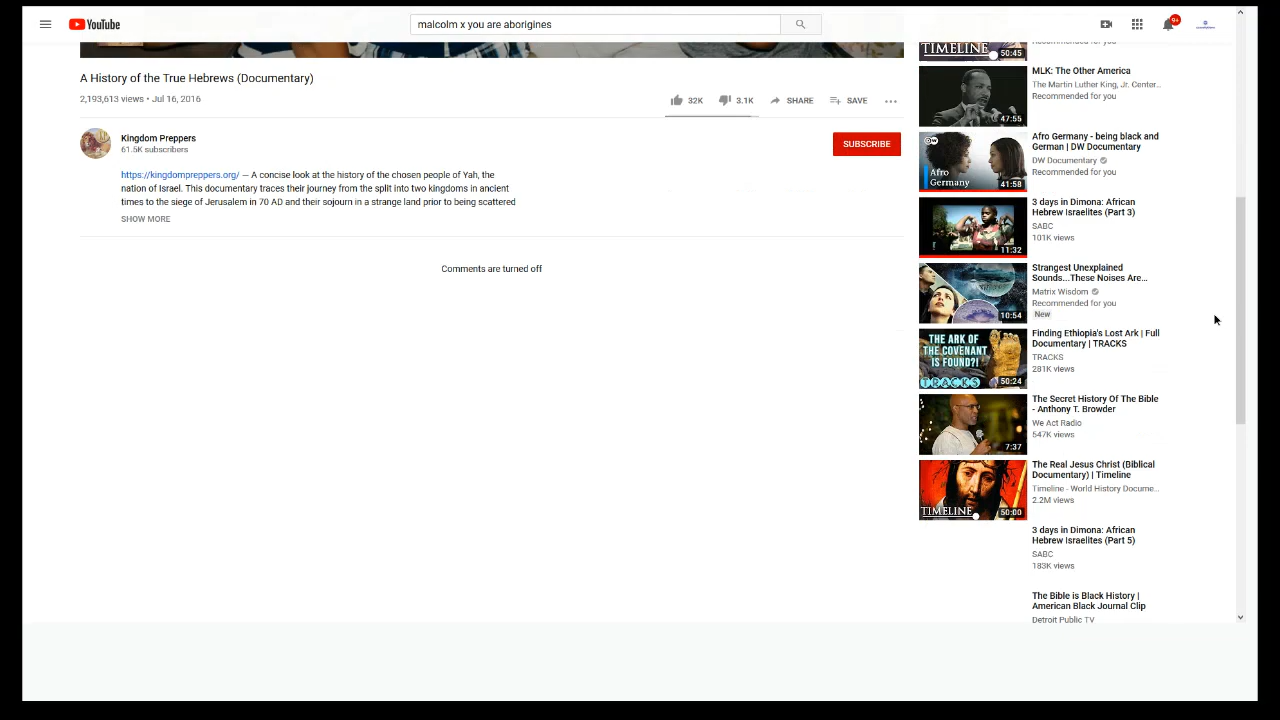 YouTube
malcolm x you are aborigines
9+
A History of the True Hebrews (Documentary)
2,193,613 views • Jul 16, 2016
32K
3.1K
SHARE
SAVE
Kingdom Preppers
61.5K subscribers
SUBSCRIBE
https://kingdompreppers.org/ — A concise look at the history of the chosen people of Yah, the
nation of Israel. This documentary traces their journey from the split into two kingdoms in ancient
times to the siege of Jerusalem in 70 AD and their sojourn in a strange land prior to being scattered
SHOW MORE
Comments are turned off
TIMELINE
50:45
Recommended for you
47:55
MLK: The Other America
The Martin Luther King, Jr. Center...
Recommended for you
DW
Afro
Germany
41:58
Afro Germany - being black and
German | DW Documentary
DW Documentary
Recommended for you
11:32
3 days in Dimona: African
Hebrew Israelites (Part 3)
SABC
101K views
10:54
Strangest Unexplained
Sounds...These Noises Are...
Matrix Wisdom
Recommended for you
New
THE ARK OF
THE COVENANT
IS FOUND?!
TRACKS
50:24
Finding Ethiopia's Lost Ark | Full
Documentary | TRACKS
TRACKS
281K views
7:37
The Secret History Of The Bible
- Anthony T. Browder
We Act Radio
547K views
TIMELINE
50:00
The Real Jesus Christ (Biblical
Documentary) | Timeline
Timeline - World History Docume...
2.2M views
3 days in Dimona: African
Hebrew Israelites (Part 5)
SABC
183K views
The Bible is Black History |
American Black Journal Clip
Detroit Public TV